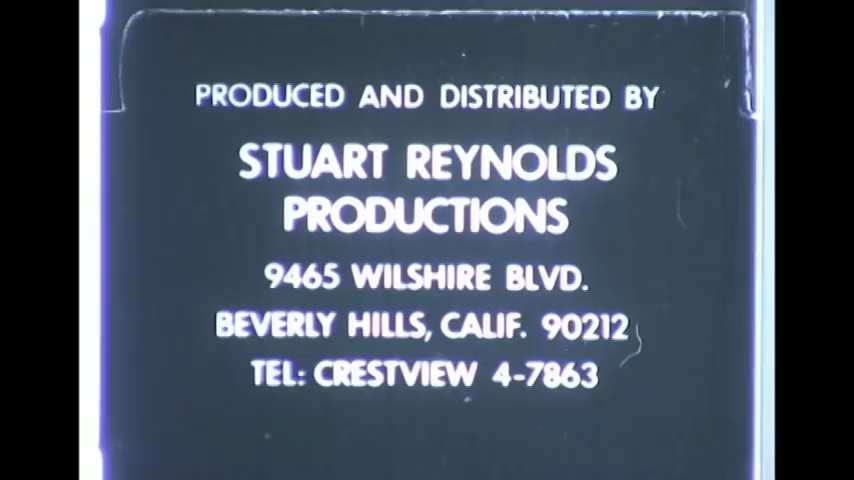 PRODUCED AND DISTRIBUTED BY
STUART REYNOLDS
PRODUCTIONS
9465 WILSHIRE BLVD.
BEVERLY HILLS, CALIF. 90212
TEL: CRESTVIEW 4-7863